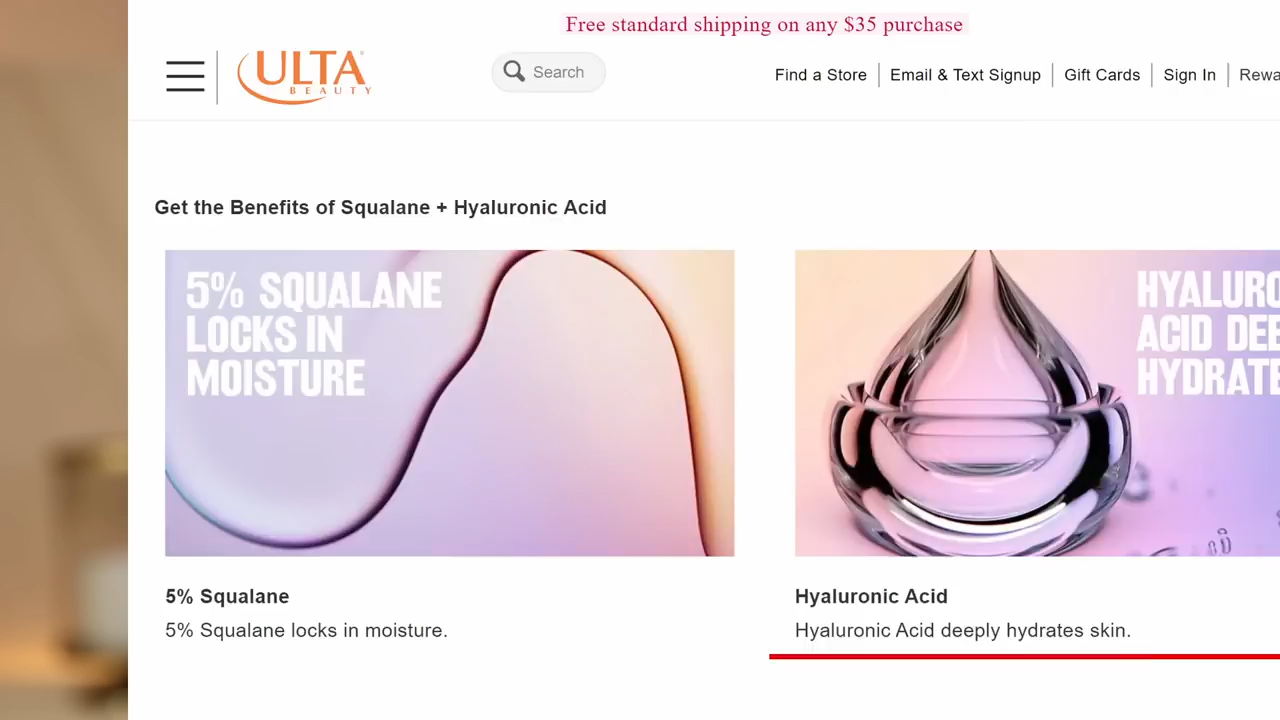 Free standard shipping on any $35 purchase
ULTA
BEAUTY
Search
Find a Store
Email & Text Signup
Gift Cards
Sign In
Get the Benefits of Squalane + Hyaluronic Acid
5% SQUALANE
LOCKS IN
MOISTURE
ACID
5% Squalane
5% Squalane locks in moisture.
Hyaluronic Acid
Hyaluronic Acid deeply hydrates skin.